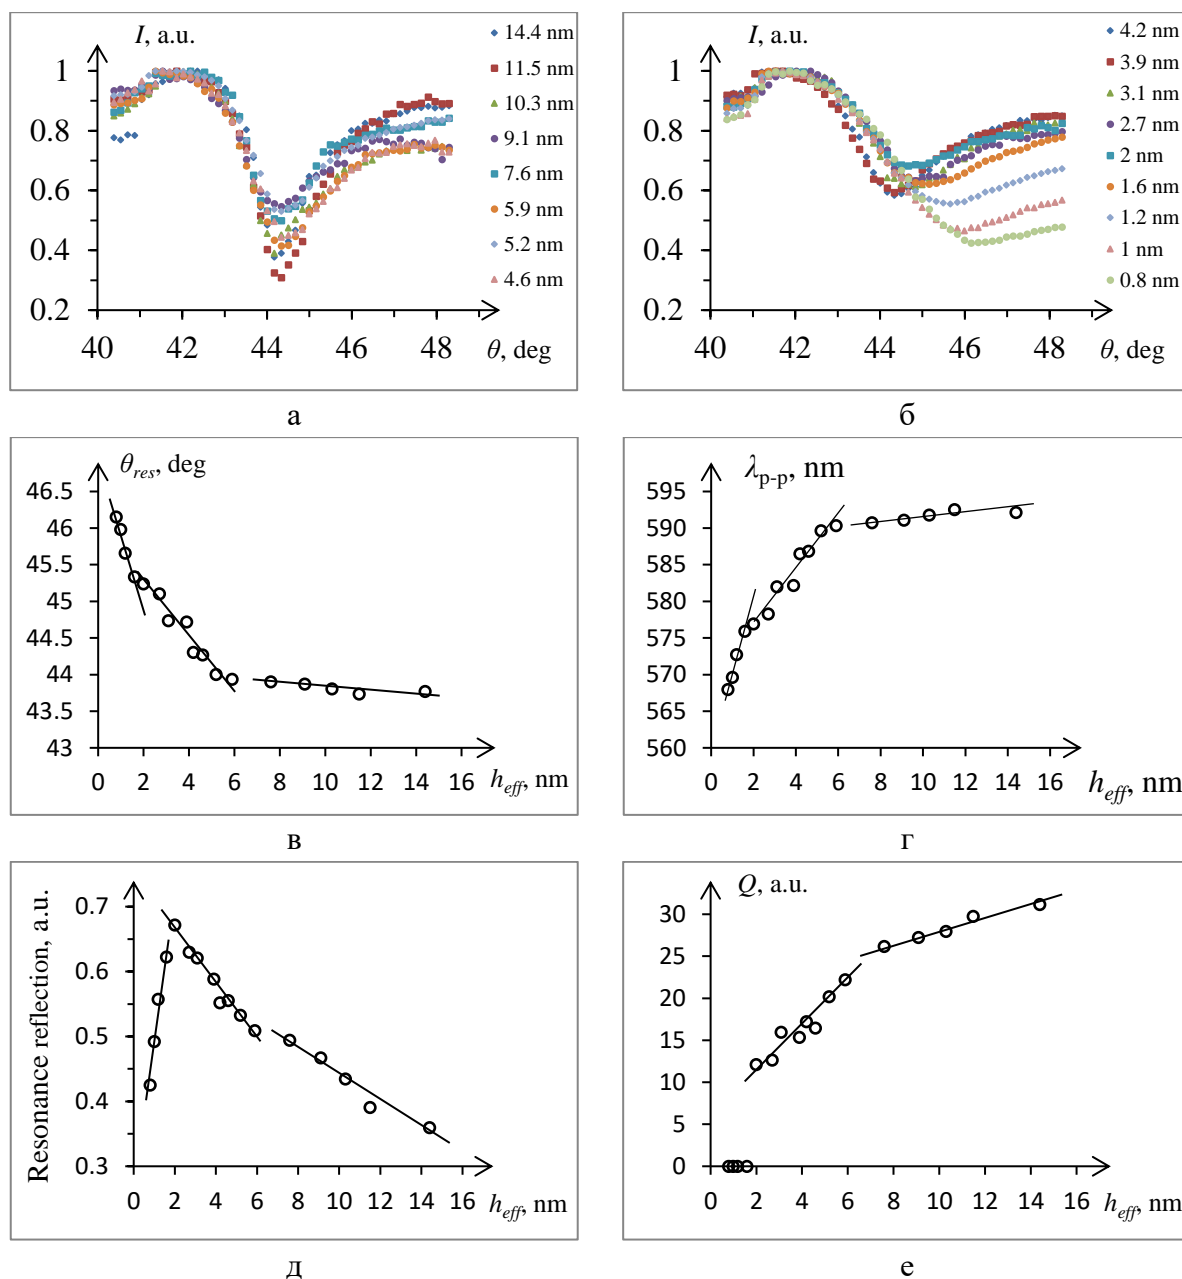 I, a.u.
1
0.8
0.6
0.4
0.2
40 42 44 46 48 θ, deg
14.4 nm
11.5 nm
10.3 nm
9.1 nm
7.6 nm
5.9 nm
5.2 nm
4.6 nm
а
I, a.u.
1
0.8
0.6
0.4
0.2
40 42 44 46 48 θ, deg
4.2 nm
3.9 nm
3.1 nm
2.7 nm
2 nm
1.6 nm
1.2 nm
1 nm
0.8 nm
б
θres, deg
46.5
46
45.5
45
44.5
44
43.5
43
0 2 4 6 8 10 12 14 16 heff, nm
в
λp-p, nm
595
590
585
580
575
570
565
560
0 2 4 6 8 10 12 14 16 heff, nm
г
Resonance reflection, a.u.
0.7
0.6
0.5
0.4
0.3
0 2 4 6 8 10 12 14 16 heff, nm
д
Q, a.u.
30
25
20
15
10
5
0
0 2 4 6 8 10 12 14 16 heff, nm
е